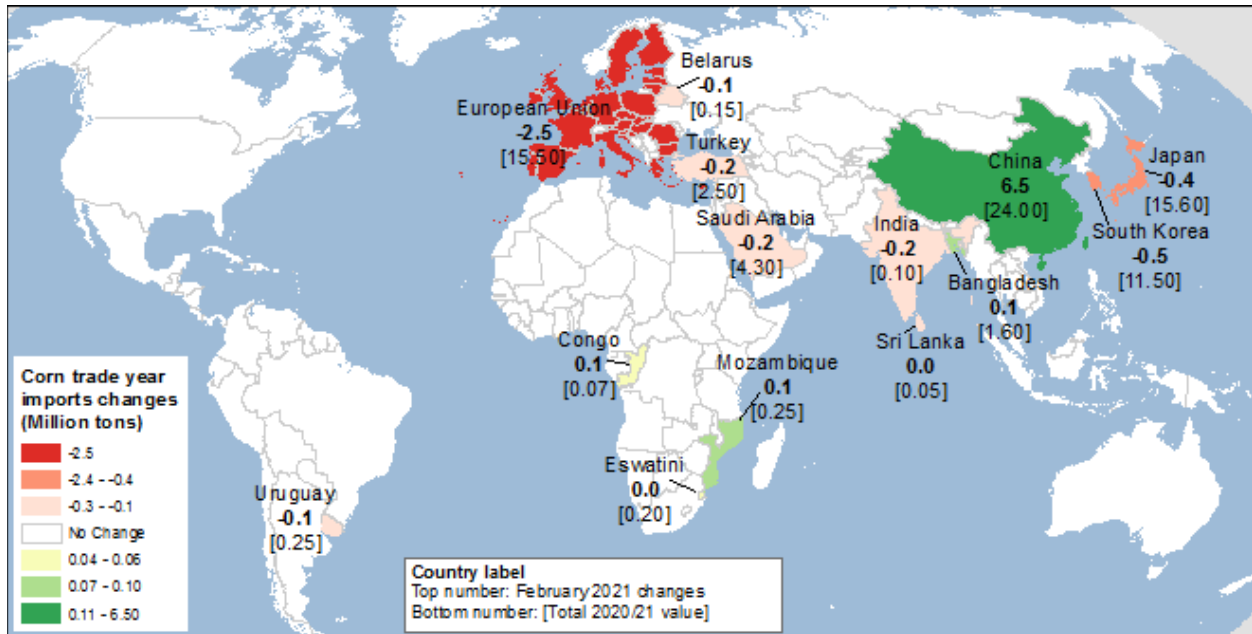 Belarus
-0.1
[0.15]
European Union
-2.5
[15.50]
Turkey
-0.2
[2.50]
Saudi Arabia
-0.2
[4.30]
India
-0.2
[0.10]
China
6.5
[24.00]
Japan
-0.4
[15.60]
South Korea
-0.5
[11.50]
Bangladesh
0.1
[1.60]
Sri Lanka
0.0
[0.05]
Congo
0.1
[0.07]
Mozambique
0.1
[0.25]
Eswatini
0.0
[0.20]
Uruguay
-0.1
[0.25]
Corn trade year
imports changes
(Million tons)
-2.5
-2.4 - -0.4
-0.3 - -0.1
No Change
0.04 - 0.06
0.07 - 0.10
0.11 - 6.50
Country label
Top number: February 2021 changes
Bottom number: [Total 2020/21 value]